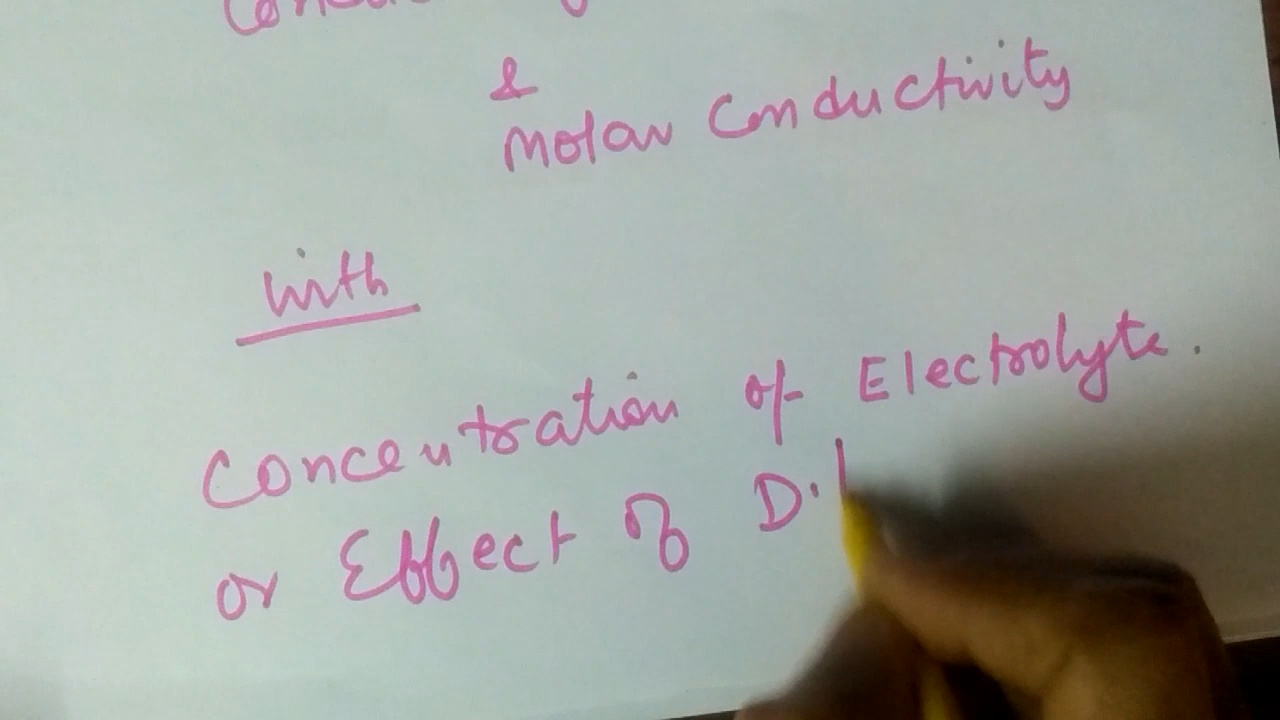 &
Molar Conductivity
With
Concentration of Electrolyte.
or Effect of